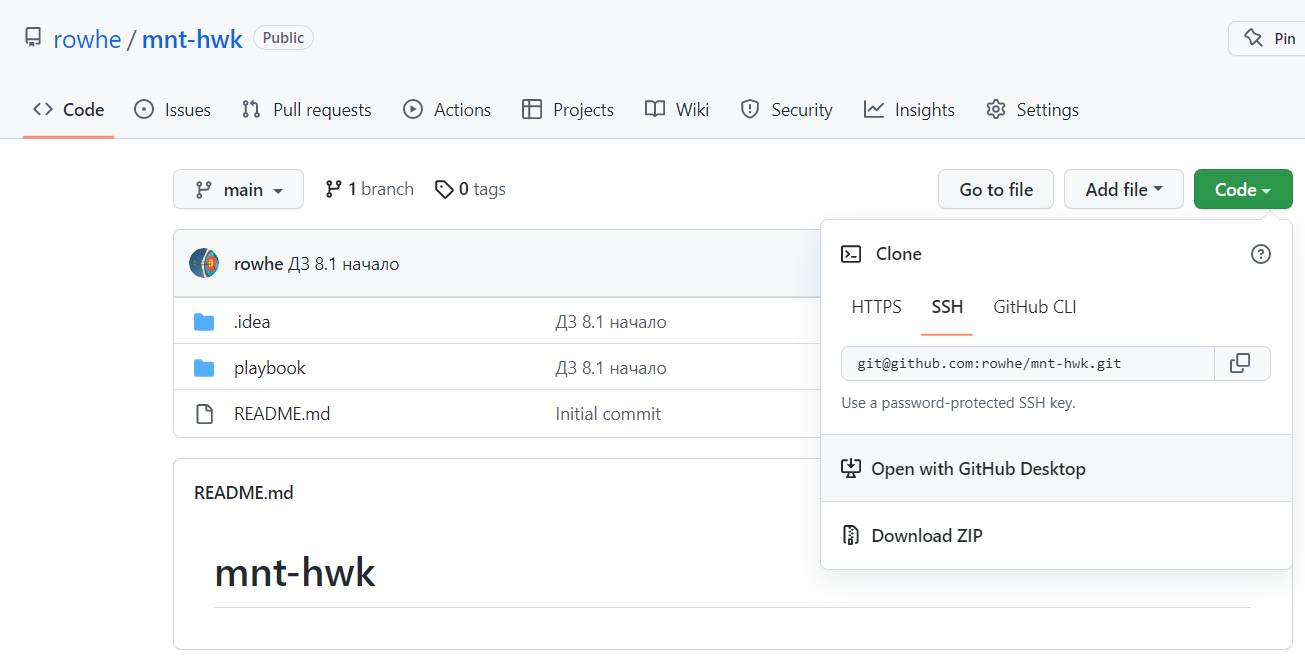 rowhe / mnt-hwk Public
Pin
Code Issues Pull requests Actions Projects Wiki Security Insights Settings
main 1 branch 0 tags Go to file Add file Code
rowhe ДЗ 8.1 начало
.idea ДЗ 8.1 начало
playbook ДЗ 8.1 начало
README.md Initial commit
Clone
HTTPS SSH GitHub CLI
git@github.com:rowhe/mnt-hwk.git
Use a password-protected SSH key.
Open with GitHub Desktop
Download ZIP
README.md
mnt-hwk